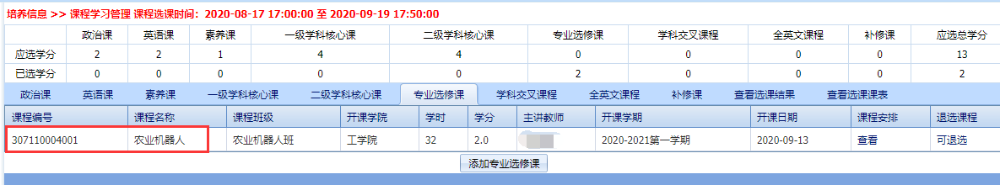 培养信息 >> 课程学习管理 课程选课时间：2020-08-17 17:00:00 至 2020-09-19 17:50:00
政治课 英语课 素养课 一级学科核心课 二级学科核心课 专业选修课 学科交叉课程 全英文课程 补修课 应选总学分
应选学分 2 2 1 4 4 0 0 0 0 13
已选学分 0 0 0 0 0 2 0 0 0 2
政治课 英语课 素养课 一级学科核心课 二级学科核心课 专业选修课 学科交叉课程 全英文课程 补修课 查看选课结果 查看选课课表
课程编号 课程名称 课程班级 开课学院 学时 学分 主讲教师 开课学期 开课日期 课程安排 退选课程
307110004001 农业机器人 农业机器人班 工学院 32 2.0 2020-2021第一学期 2020-09-13 查看 可退选
添加专业选修课